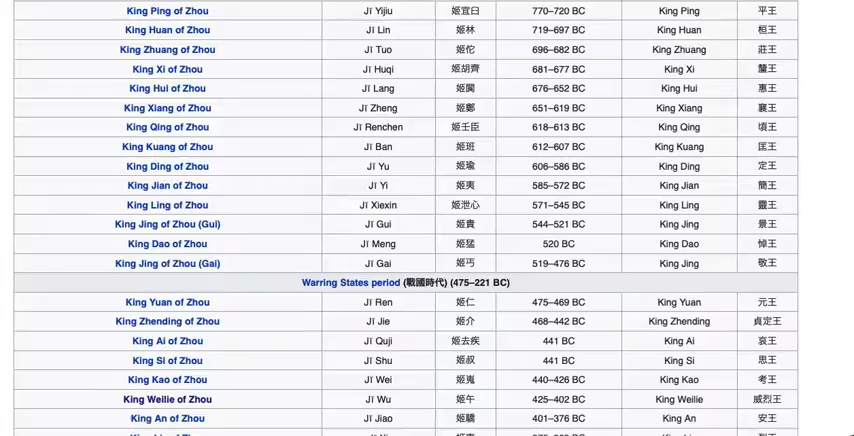 King Ping of Zhou Jī Yijiu 姬宜臼 770–720 BC King Ping 平王
King Huan of Zhou Jī Lin 姬林 719–697 BC King Huan 桓王
King Zhuang of Zhou Jī Tuo 姬佗 696–682 BC King Zhuang 莊王
King Xi of Zhou Jī Huqi 姬胡齊 681–677 BC King Xi 釐王
King Hui of Zhou Jī Lang 姬閬 676–652 BC King Hui 惠王
King Xiang of Zhou Jī Zheng 姬鄭 651–619 BC King Xiang 襄王
King Qing of Zhou Jī Renchen 姬壬臣 618–613 BC King Qing 頃王
King Kuang of Zhou Jī Ban 姬班 612–607 BC King Kuang 匡王
King Ding of Zhou Jī Yu 姬瑜 606–586 BC King Ding 定王
King Jian of Zhou Jī Yi 姬夷 585–572 BC King Jian 簡王
King Ling of Zhou Jī Xiexin 姬泄心 571–545 BC King Ling 靈王
King Jing of Zhou (Gui) Jī Gui 姬貴 544–521 BC King Jing 景王
King Dao of Zhou Jī Meng 姬猛 520 BC King Dao 悼王
King Jing of Zhou (Gai) Jī Gai 姬丐 519–476 BC King Jing 敬王
Warring States period (戰國時代) (475–221 BC)
King Yuan of Zhou Jī Ren 姬仁 475–469 BC King Yuan 元王
King Zhending of Zhou Jī Jie 姬介 468–442 BC King Zhending 貞定王
King Ai of Zhou Jī Quji 姬去疾 441 BC King Ai 哀王
King Si of Zhou Jī Shu 姬叔 441 BC King Si 思王
King Kao of Zhou Jī Wei 姬嵬 440–426 BC King Kao 考王
King Weilie of Zhou Jī Wu 姬午 425–402 BC King Weilie 威烈王
King An of Zhou Jī Jiao 姬驕 401–376 BC King An 安王